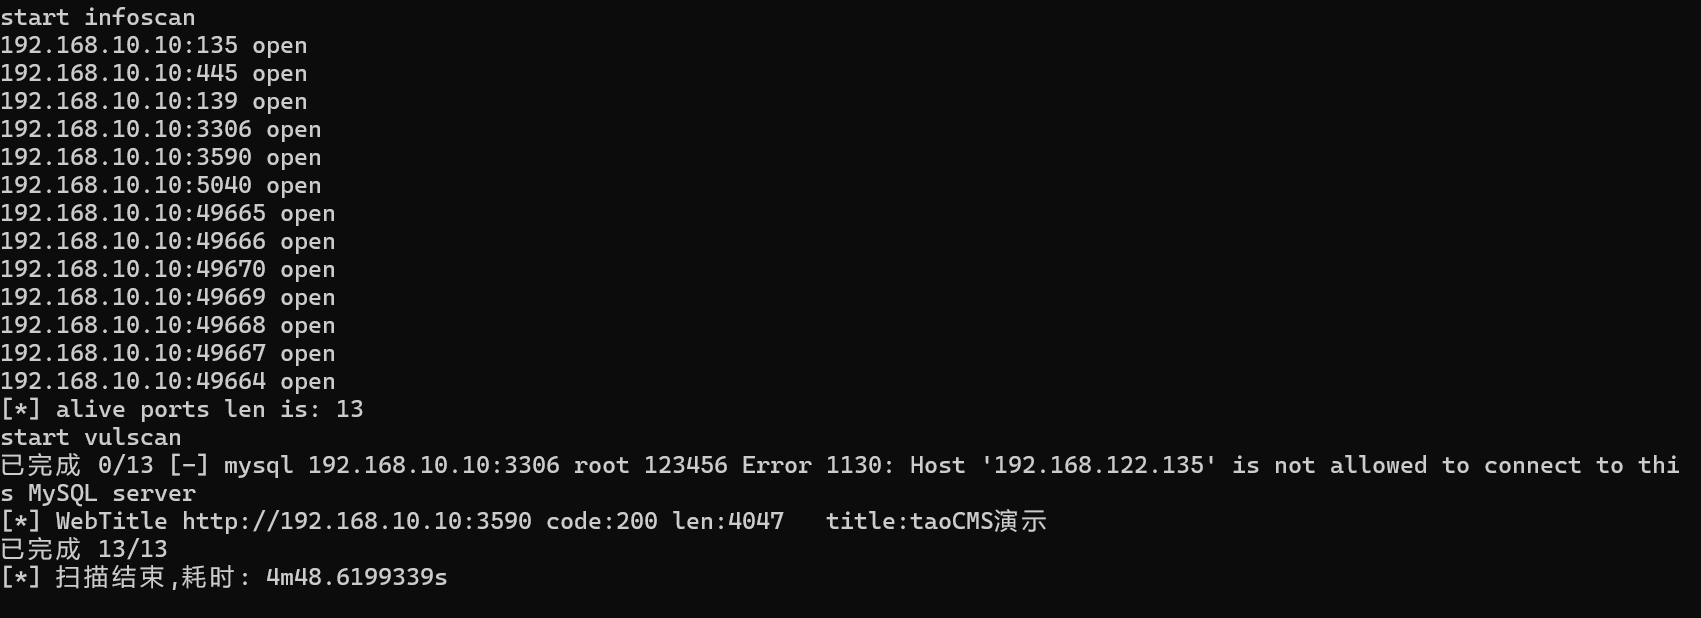 start infoscan
192.168.10.10:135 open
192.168.10.10:445 open
192.168.10.10:139 open
192.168.10.10:3306 open
192.168.10.10:3590 open
192.168.10.10:5040 open
192.168.10.10:49665 open
192.168.10.10:49666 open
192.168.10.10:49670 open
192.168.10.10:49669 open
192.168.10.10:49668 open
192.168.10.10:49667 open
192.168.10.10:49664 open
[*] alive ports len is: 13
start vulscan
已完成 0/13 [-] mysql 192.168.10.10:3306 root 123456 Error 1130: Host '192.168.122.135' is not allowed to connect to thi
s MySQL server
[*] WebTitle http://192.168.10.10:3590 code:200 len:4047   title:taoCMS演示
已完成 13/13
[*] 扫描结束,耗时: 4m48.6199339s